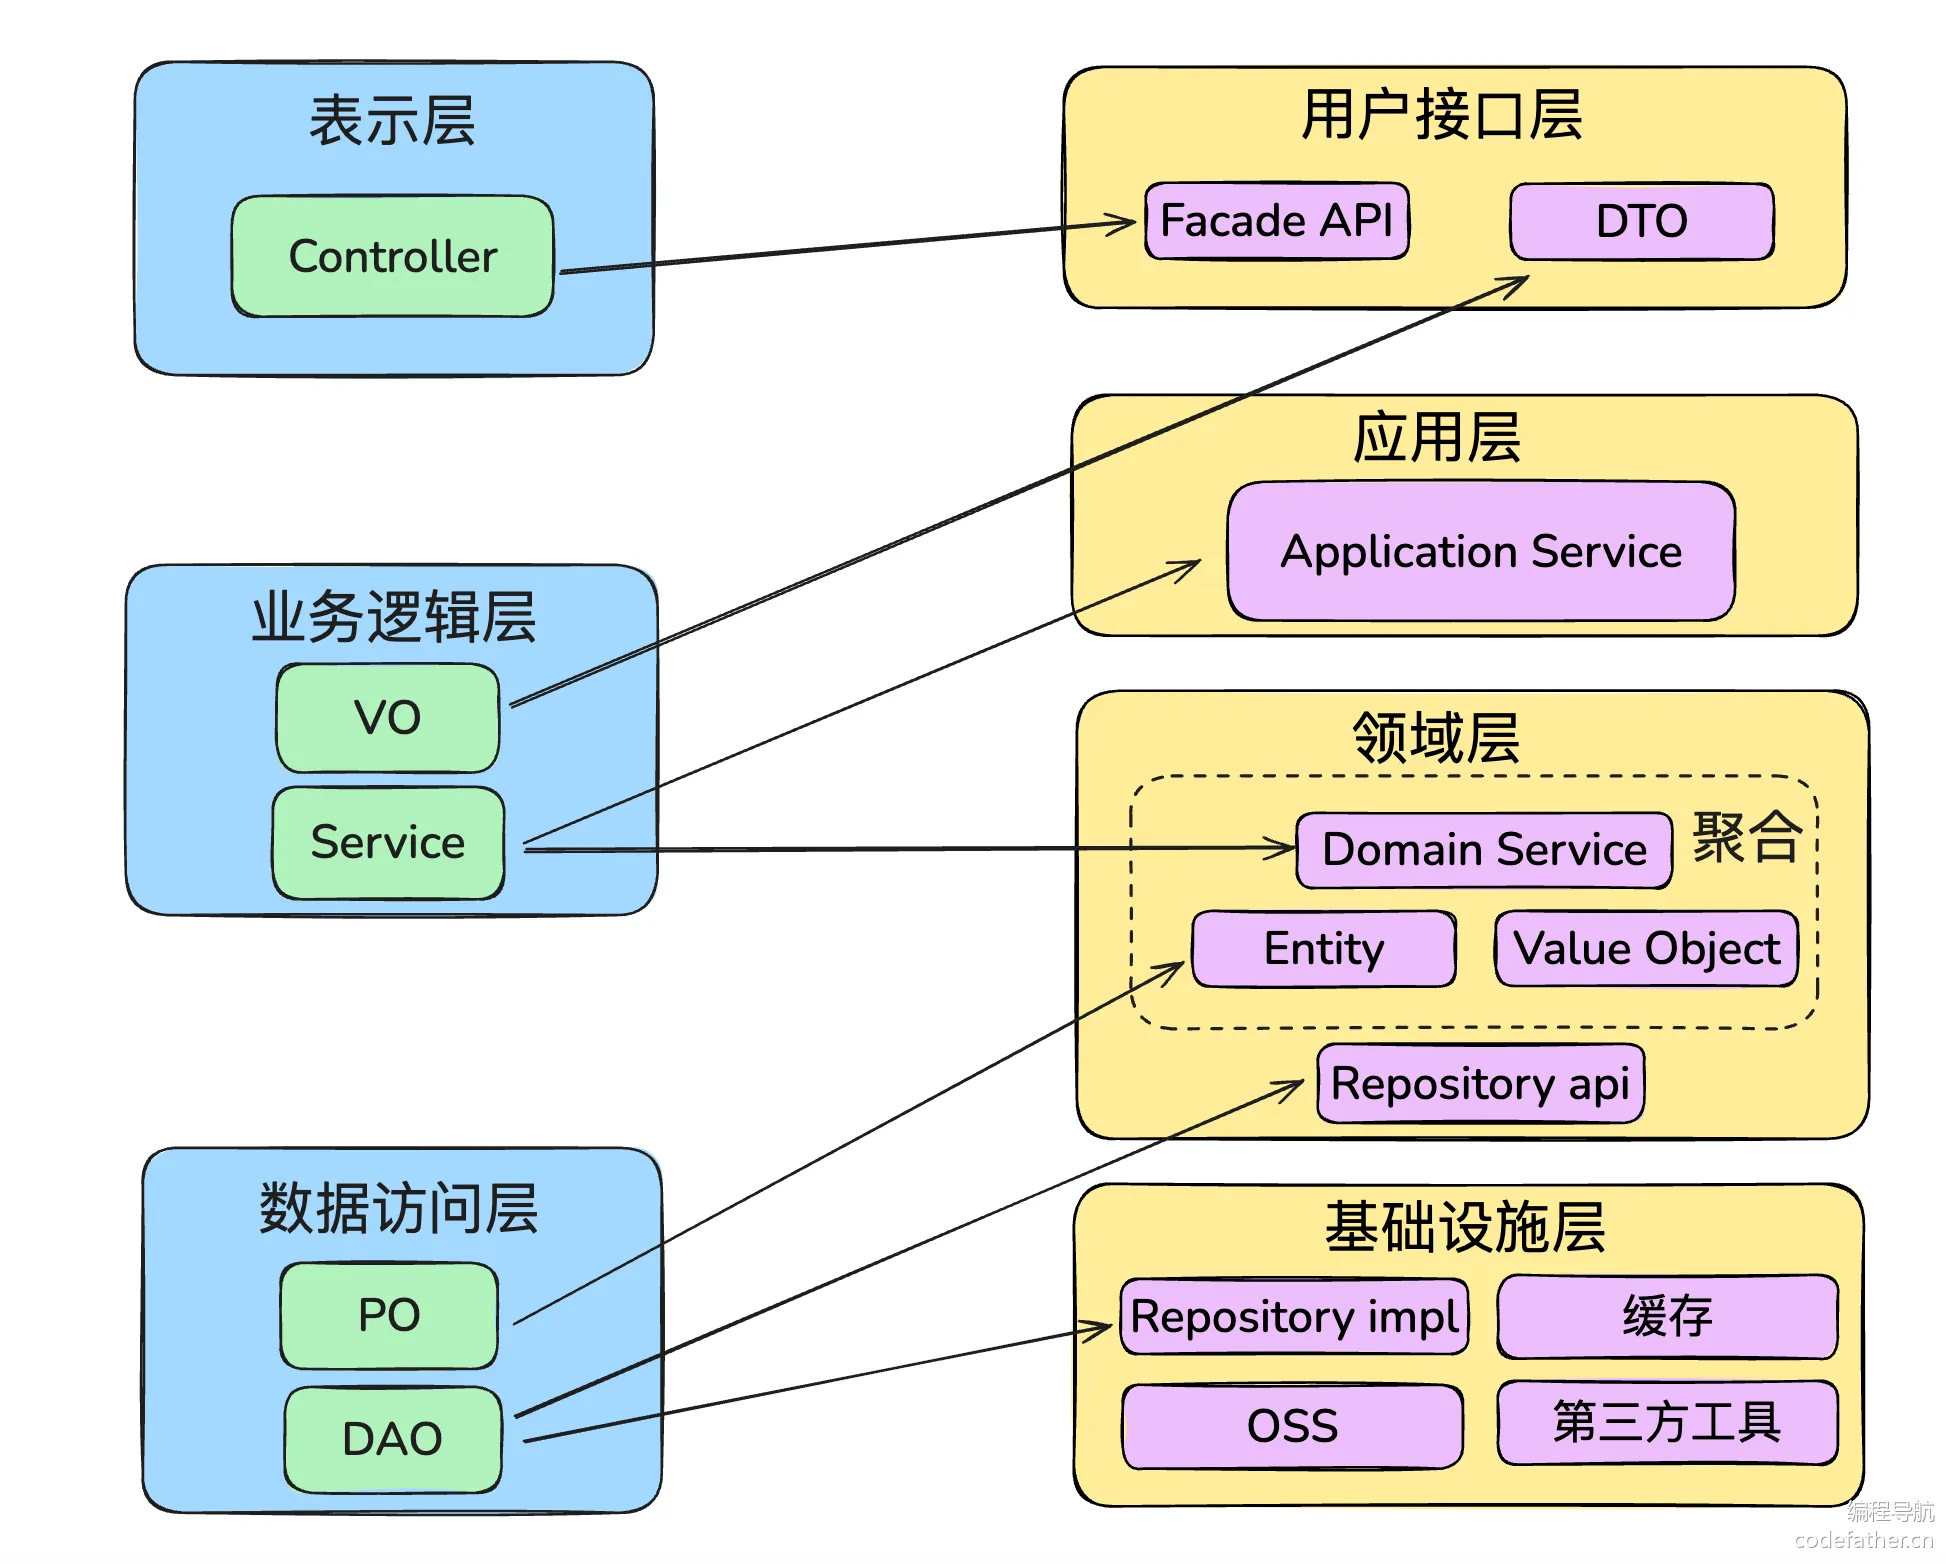 表示层
Controller
业务逻辑层
VO
Service
数据访问层
PO
DAO
用户接口层
Facade API
DTO
应用层
Application Service
领域层
聚合
Domain Service
Entity
Value Object
Repository api
基础设施层
Repository impl
缓存
OSS
第三方工具
编程导航
codefather.cn